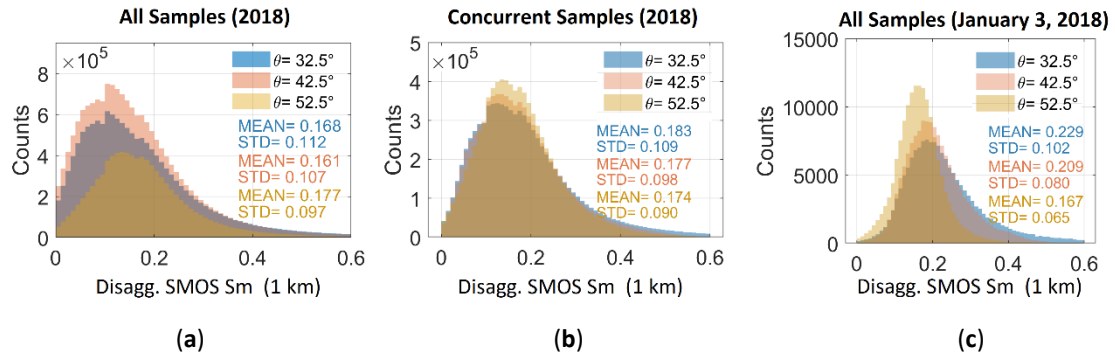 All Samples (2018)
×10⁵
8
6
4
2
0
Counts
θ= 32.5°
θ= 42.5°
θ= 52.5°
MEAN= 0.168
STD= 0.112
MEAN= 0.161
STD= 0.107
MEAN= 0.177
STD= 0.097
0 0.2 0.4 0.6
Disagg. SMOS Sm (1 km)
(a)
Concurrent Samples (2018)
×10⁵
5
4
3
2
1
0
Counts
θ= 32.5°
θ= 42.5°
θ= 52.5°
MEAN= 0.183
STD= 0.109
MEAN= 0.177
STD= 0.098
MEAN= 0.174
STD= 0.090
0 0.2 0.4 0.6
Disagg. SMOS Sm (1 km)
(b)
All Samples (January 3, 2018)
15000
10000
5000
0
Counts
θ= 32.5°
θ= 42.5°
θ= 52.5°
MEAN= 0.229
STD= 0.102
MEAN= 0.209
STD= 0.080
MEAN= 0.167
STD= 0.065
0 0.2 0.4 0.6
Disagg. SMOS Sm (1 km)
(c)